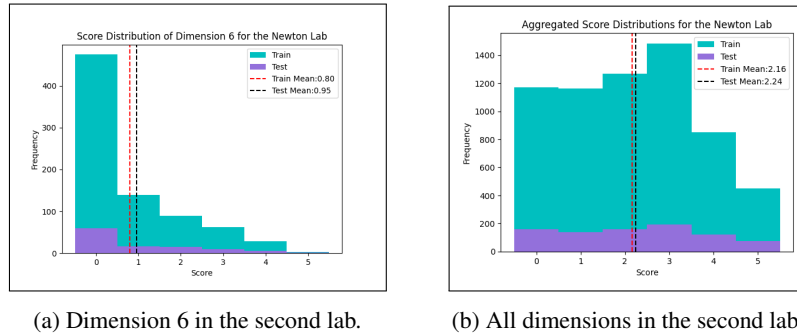 Score Distribution of Dimension 6 for the Newton Lab
Train
Test
Train Mean:0.80
Test Mean:0.95
400
300
200
100
0
Frequency
0 1 2 3 4 5
Score
Aggregated Score Distributions for the Newton Lab
Train
Test
Train Mean:2.16
Test Mean:2.24
1400
1200
1000
800
600
400
200
0
Frequency
0 1 2 3 4 5
Score
(a) Dimension 6 in the second lab.
(b) All dimensions in the second lab